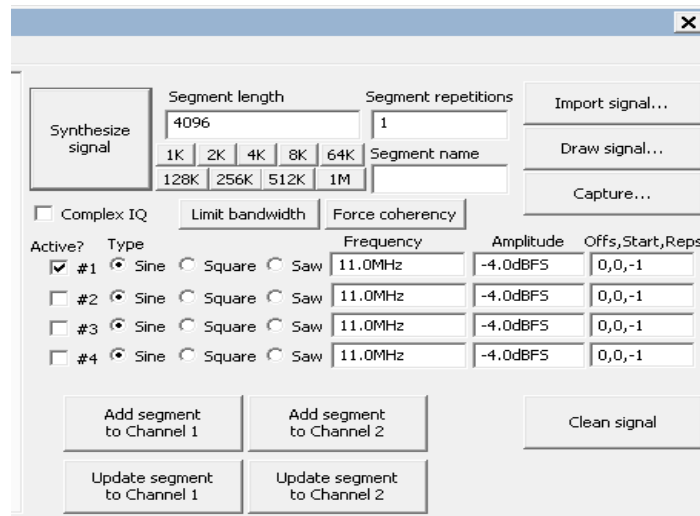 Segment length
Segment repetitions
Import signal...
Synthesize
signal
4096
1
1K 2K 4K 8K 64K
Segment name
Draw signal...
128K 256K 512K 1M
Capture...
Complex IQ
Limit bandwidth
Force coherency
Active? Type Frequency Amplitude Offs,Start,Reps
#1 Sine Square Saw 11.0MHz -4.0dBFS 0,0,-1
#2 Sine Square Saw 11.0MHz -4.0dBFS 0,0,-1
#3 Sine Square Saw 11.0MHz -4.0dBFS 0,0,-1
#4 Sine Square Saw 11.0MHz -4.0dBFS 0,0,-1
Add segment
to Channel 1
Add segment
to Channel 2
Clean signal
Update segment
to Channel 1
Update segment
to Channel 2